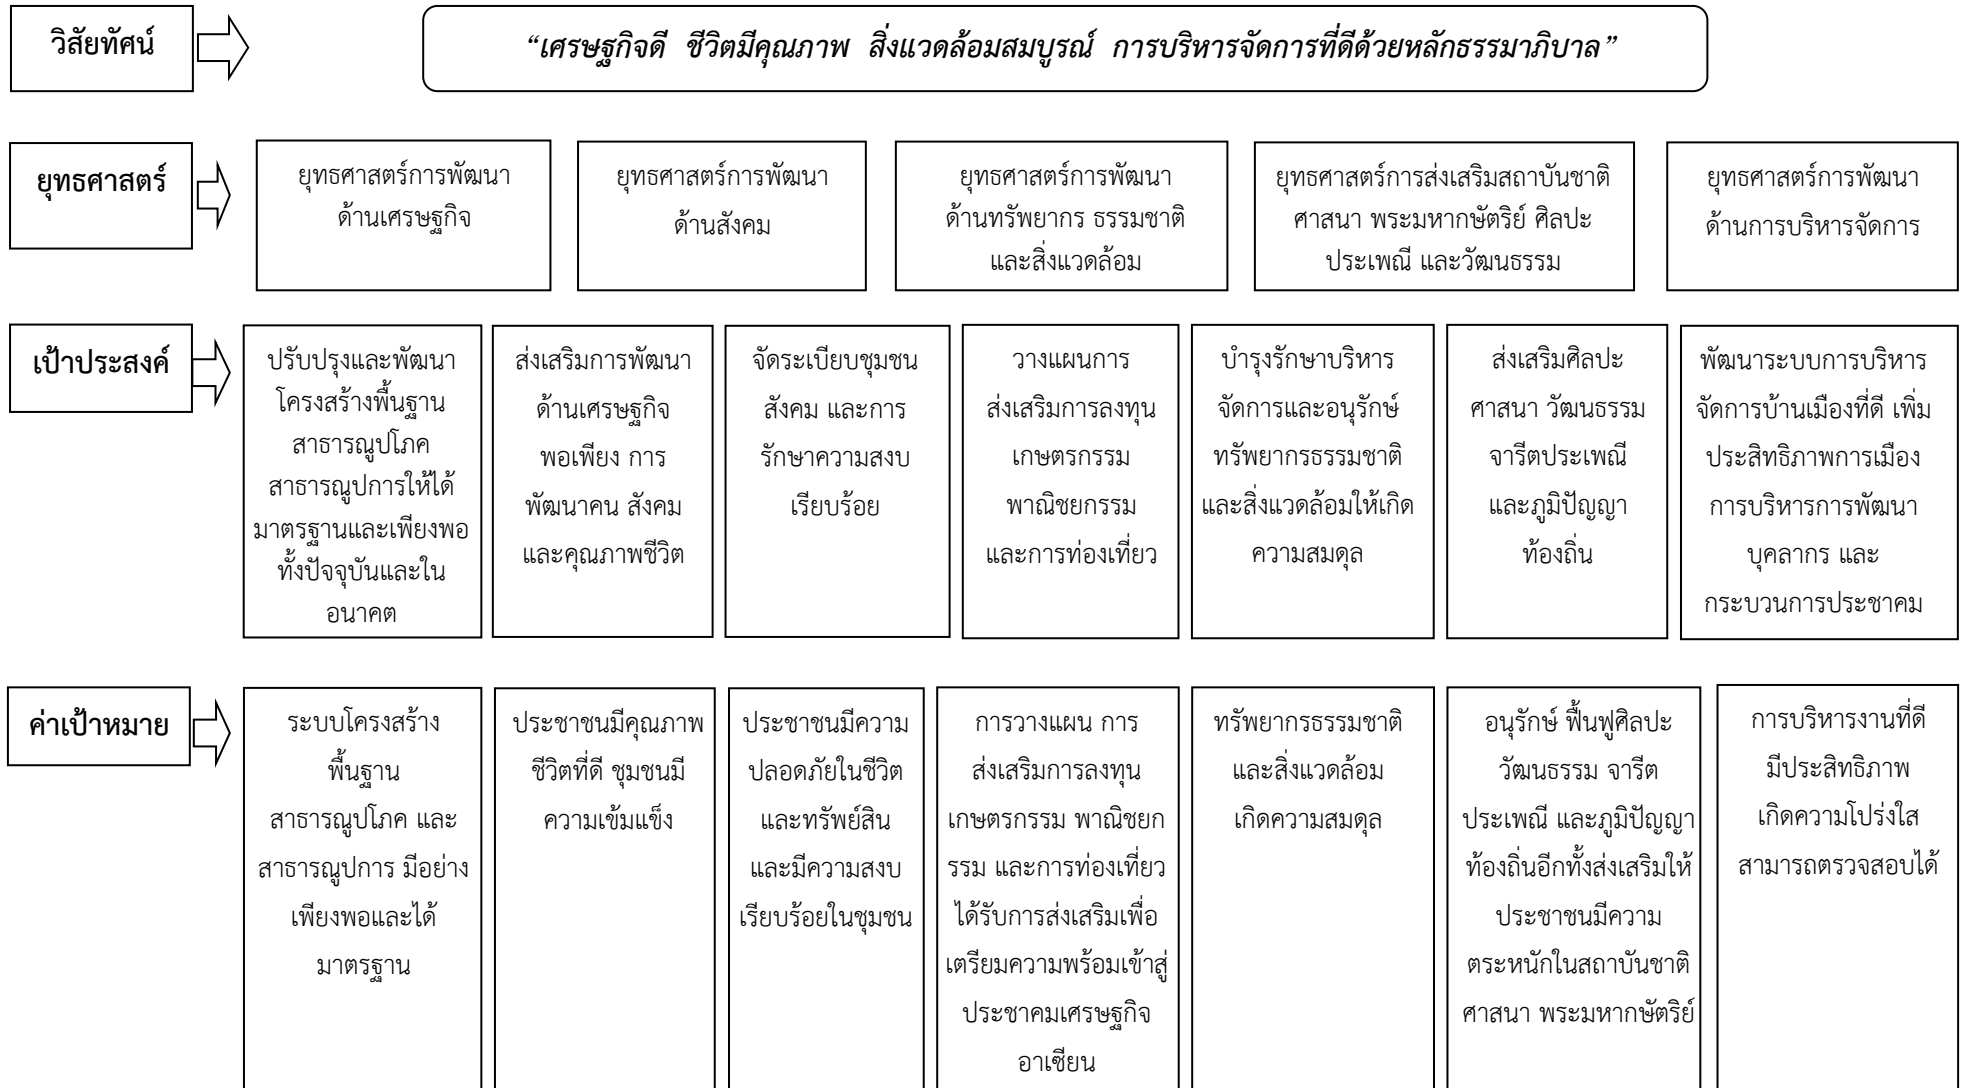 วิสัยทัศน์
“เศรษฐกิจดี ชีวิตมีคุณภาพ สิ่งแวดล้อมสมบูรณ์ การบริหารจัดการที่ดีด้วยหลักธรรมาภิบาล”
ยุทธศาสตร์
ยุทธศาสตร์การพัฒนา
ด้านเศรษฐกิจ
ยุทธศาสตร์การพัฒนา
ด้านสังคม
ยุทธศาสตร์การพัฒนา
ด้านทรัพยากร ธรรมชาติ
และสิ่งแวดล้อม
ยุทธศาสตร์การส่งเสริมสถาบันชาติ
ศาสนา พระมหากษัตริย์ ศิลปะ
ประเพณี และวัฒนธรรม
ยุทธศาสตร์การพัฒนา
ด้านการบริหารจัดการ
เป้าประสงค์
ปรับปรุงและพัฒนา
โครงสร้างพื้นฐาน
สาธารณูปโภค
สาธารณูปการให้ได้
มาตรฐานและเพียงพอ
ทั้งปัจจุบันและใน
อนาคต
ส่งเสริมการพัฒนา
ด้านเศรษฐกิจ
พอเพียง การ
พัฒนาคน สังคม
และคุณภาพชีวิต
จัดระเบียบชุมชน
สังคม และการ
รักษาความสงบ
เรียบร้อย
วางแผนการ
ส่งเสริมการลงทุน
เกษตรกรรม
พาณิชยกรรม
และการท่องเที่ยว
บำรุงรักษาบริหาร
จัดการและอนุรักษ์
ทรัพยากรธรรมชาติ
และสิ่งแวดล้อมให้เกิด
ความสมดุล
ส่งเสริมศิลปะ
ศาสนา วัฒนธรรม
จารีตประเพณี
และภูมิปัญญา
ท้องถิ่น
พัฒนาระบบการบริหาร
จัดการบ้านเมืองที่ดี เพิ่ม
ประสิทธิภาพการเมือง
การบริหารการพัฒนา
บุคลากร และ
กระบวนการประชาคม
ค่าเป้าหมาย
ระบบโครงสร้าง
พื้นฐาน
สาธารณูปโภค และ
สาธารณูปการ มีอย่าง
เพียงพอและได้
มาตรฐาน
ประชาชนมีคุณภาพ
ชีวิตที่ดี ชุมชนมี
ความเข้มแข็ง
ประชาชนมีความ
ปลอดภัยในชีวิต
และทรัพย์สิน
และมีความสงบ
เรียบร้อยในชุมชน
การวางแผน การ
ส่งเสริมการลงทุน
เกษตรกรรม พาณิชยก
รรม และการท่องเที่ยว
ได้รับการส่งเสริมเพื่อ
เตรียมความพร้อมเข้าสู่
ประชาคมเศรษฐกิจ
อาเซียน
ทรัพยากรธรรมชาติ
และสิ่งแวดล้อม
เกิดความสมดุล
อนุรักษ์ ฟื้นฟูศิลปะ
วัฒนธรรม จารีต
ประเพณี และภูมิปัญญา
ท้องถิ่นอีกทั้งส่งเสริมให้
ประชาชนมีความ
ตระหนักในสถาบันชาติ
ศาสนา พระมหากษัตริย์
การบริหารงานที่ดี
มีประสิทธิภาพ
เกิดความโปร่งใส
สามารถตรวจสอบได้